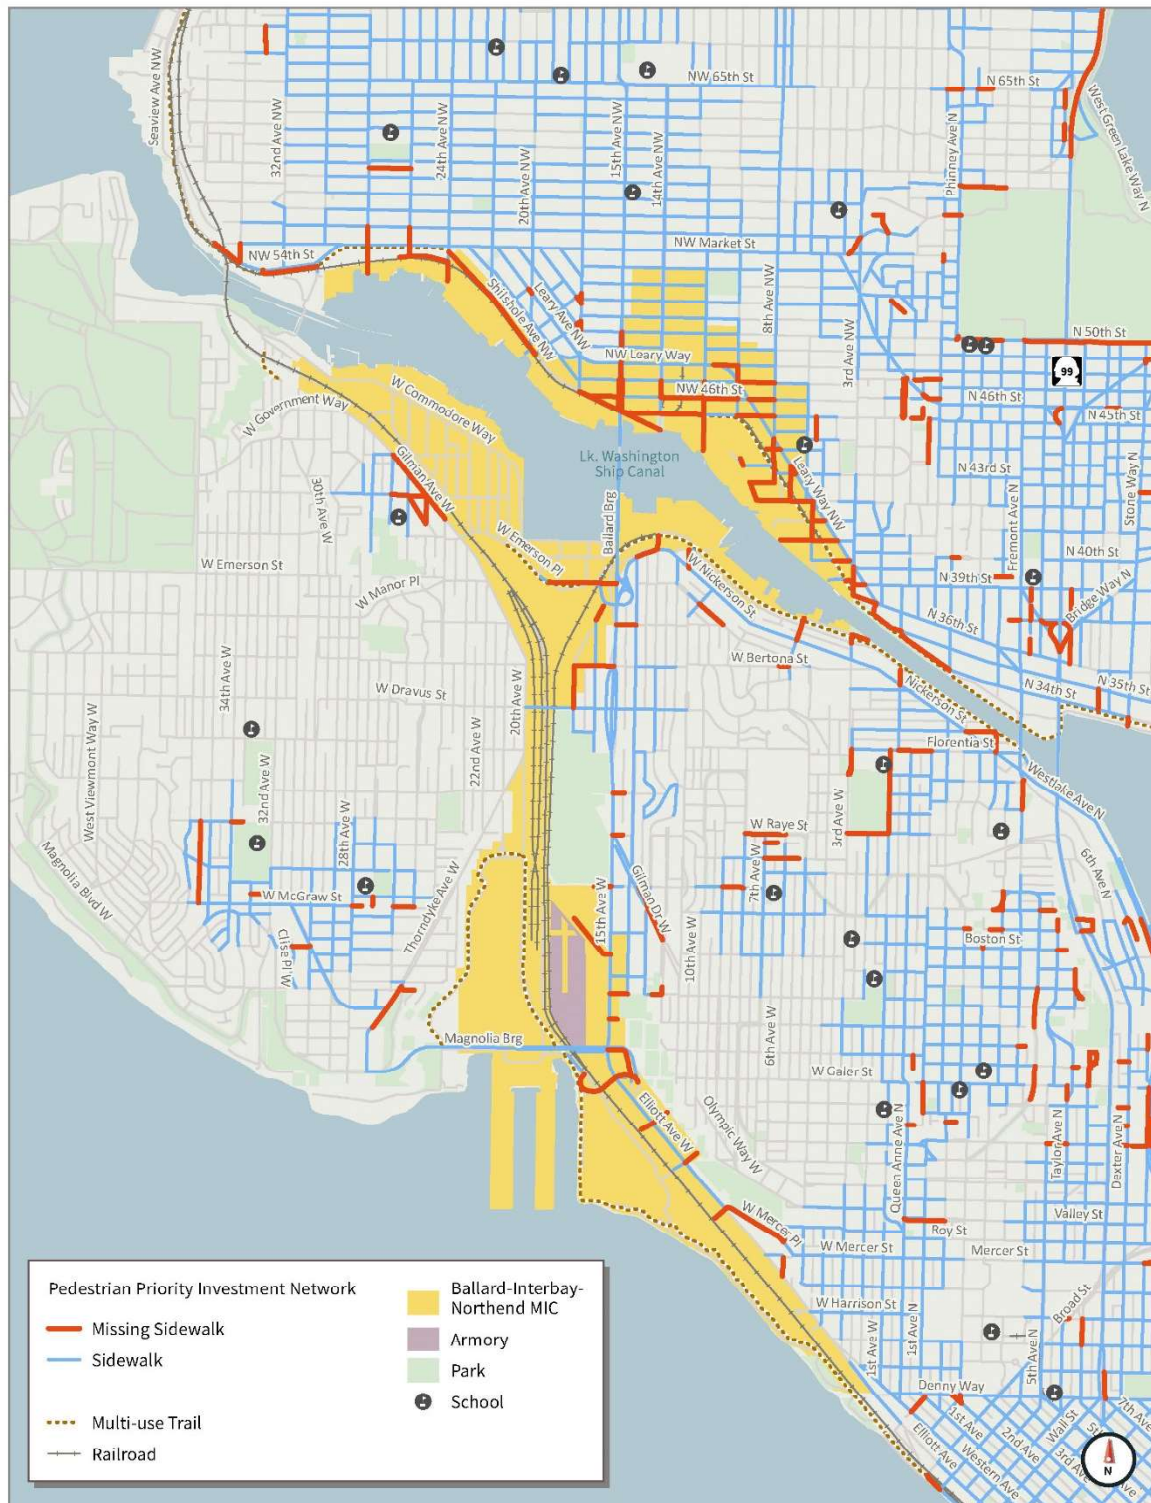 Seaview Ave NW
32nd Ave NW
24th Ave NW
20th Ave NW
15th Ave NW
14th Ave NW
NW 65th St
N 65th St
Phinney Ave N
West Green Lake Way N
NW 54th St
NW Market St
Shilshole Ave NW
Leary Ave NW
8th Ave NW
3rd Ave NW
N 50th St
99
NW Leary Way
NW 46th St
N 46th St
N 45th St
W Government Way
W Commodore Way
Gilman Ave W
30th Ave W
Lk. Washington
Ship Canal
Ballard Brg
Leary Way NW
N 43rd St
Fremont Ave N
Stone Way N
W Emerson St
W Emerson Pl
W Manor Pl
W Nickerson St
N 40th St
N 39th St
Bridge Way N
N 36th St
34th Ave W
W Dravus St
20th Ave W
22nd Ave W
W Bertona St
Nickerson St
N 34th St
N 35th St
Florentia St
Westlake Ave N
West Viewmont Way W
32nd Ave W
28th Ave W
Magnolia Blvd W
W McGraw St
Clise Pl W
Thorndyke Ave W
15th Ave W
Gilman Dr W
10th Ave W
W Raye St
7th Ave W
3rd Ave W
6th Ave N
Boston St
Magnolia Brg
6th Ave W
W Galer St
Elliott Ave W
Olympic Way W
Queen Anne Ave N
Taylor Ave N
Dexter Ave N
Valley St
W Mercer Pl
Roy St
W Mercer St
Mercer St
W Harrison St
1st Ave W
1st Ave N
Broad St
5th Ave N
Denny Way
1st Ave
2nd Ave
Wall St
3rd Ave
7th Ave
Elliott Ave
Western Ave
N
Pedestrian Priority Investment Network
Missing Sidewalk
Sidewalk
Multi-use Trail
Railroad
Ballard-Interbay-
Northend MIC
Armory
Park
School